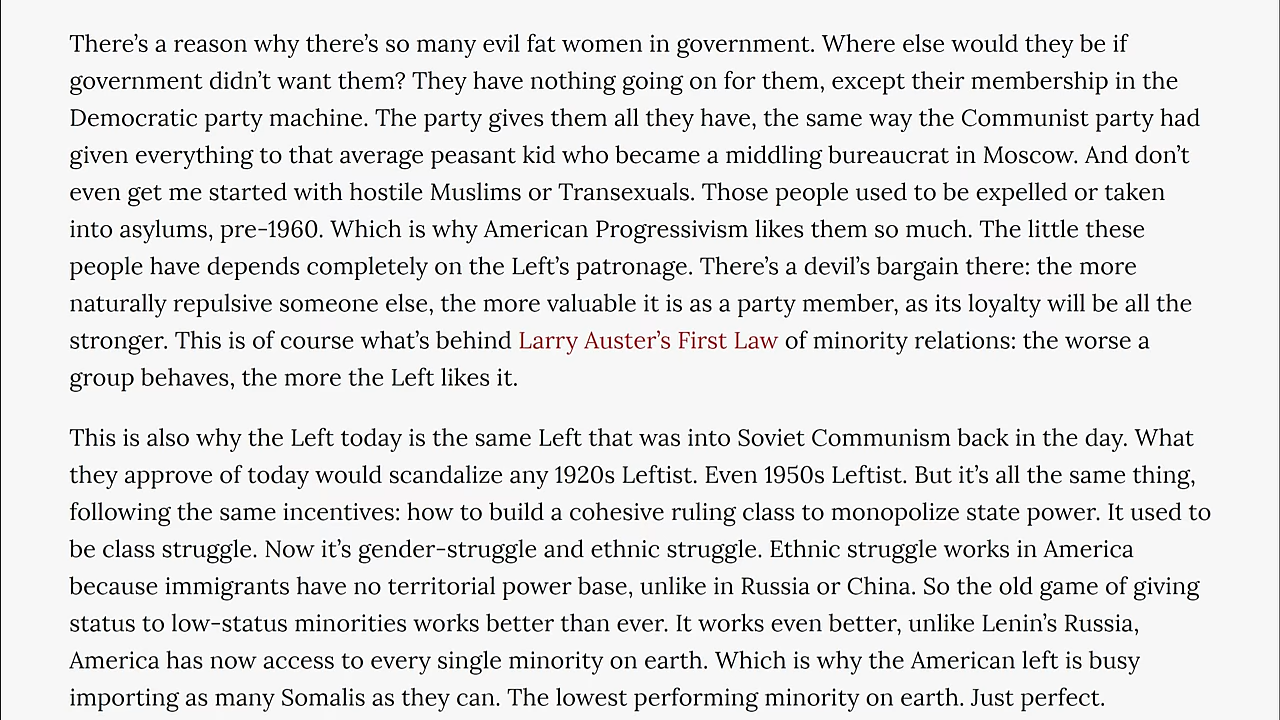 There’s a reason why there’s so many evil fat women in government. Where else would they be if
government didn’t want them? They have nothing going on for them, except their membership in the
Democratic party machine. The party gives them all they have, the same way the Communist party had
given everything to that average peasant kid who became a middling bureaucrat in Moscow. And don’t
even get me started with hostile Muslims or Transexuals. Those people used to be expelled or taken
into asylums, pre-1960. Which is why American Progressivism likes them so much. The little these
people have depends completely on the Left’s patronage. There’s a devil’s bargain there: the more
naturally repulsive someone else, the more valuable it is as a party member, as its loyalty will be all the
stronger. This is of course what’s behind Larry Auster’s First Law of minority relations: the worse a
group behaves, the more the Left likes it.
This is also why the Left today is the same Left that was into Soviet Communism back in the day. What
they approve of today would scandalize any 1920s Leftist. Even 1950s Leftist. But it’s all the same thing,
following the same incentives: how to build a cohesive ruling class to monopolize state power. It used to
be class struggle. Now it’s gender-struggle and ethnic struggle. Ethnic struggle works in America
because immigrants have no territorial power base, unlike in Russia or China. So the old game of giving
status to low-status minorities works better than ever. It works even better, unlike Lenin’s Russia,
America has now access to every single minority on earth. Which is why the American left is busy
importing as many Somalis as they can. The lowest performing minority on earth. Just perfect.